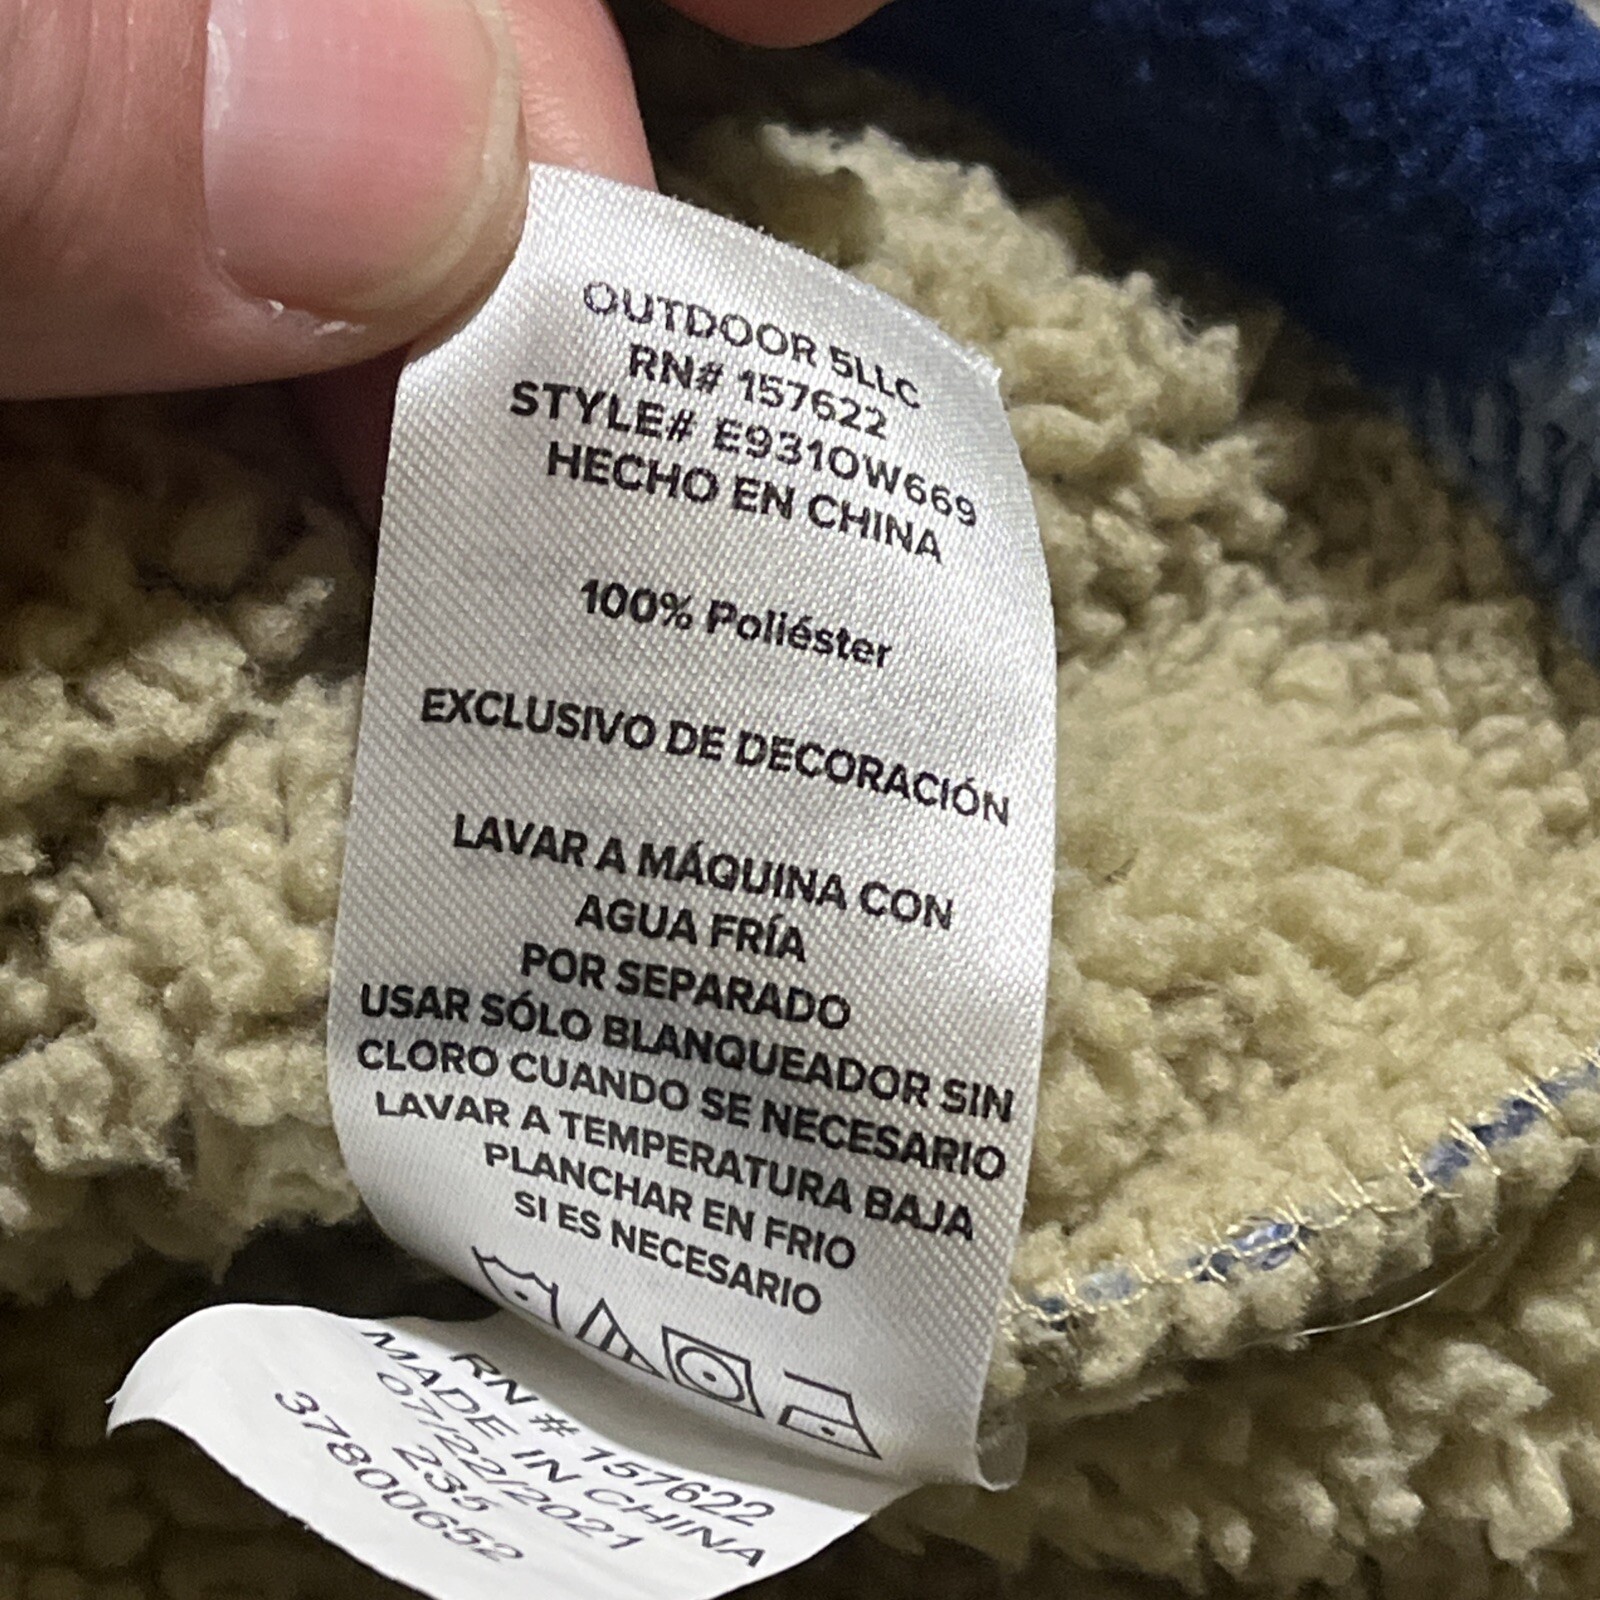 OUTDOOR 5LLC
RN# 157622
STYLE# E931OW669
HECHO EN CHINA
100% Poliéster
EXCLUSIVO DE DECORACIÓN
LAVAR A MÁQUINA CON
AGUA FRÍA
POR SEPARADO
USAR SÓLO BLANQUEADOR SIN
CLORO CUANDO SE NECESARIO
LAVAR A TEMPERATURA BAJA
PLANCHAR EN FRIO
SI ES NECESARIO
RN # 157622
MADE IN CHINA
07/22/2021
235
37800652